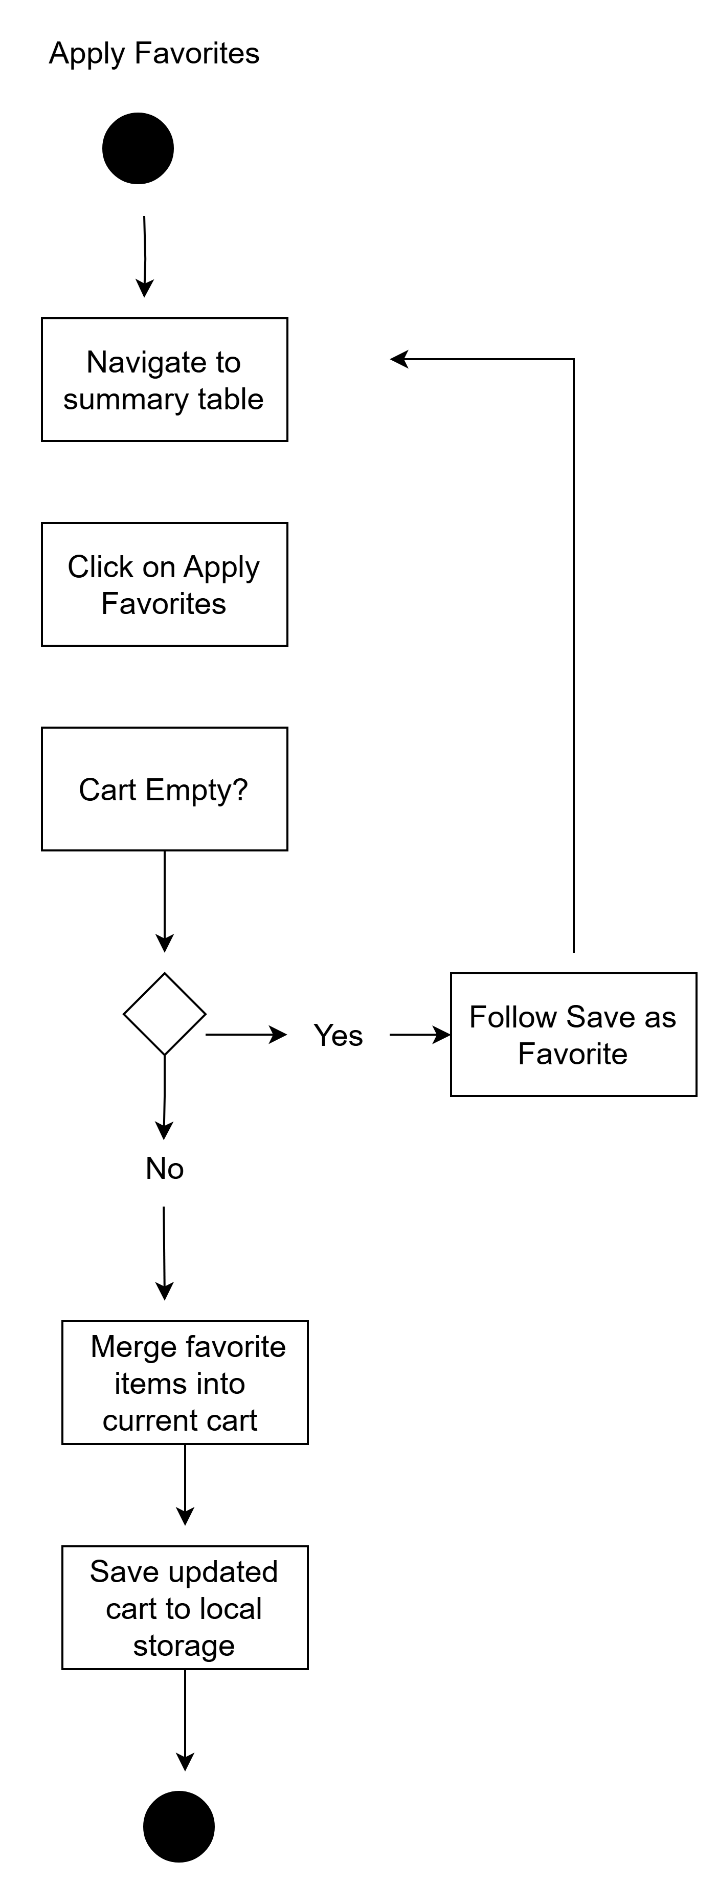 Apply Favorites
Navigate to
summary table
Click on Apply
Favorites
Cart Empty?
Yes
Follow Save as
Favorite
No
Merge favorite
items into
current cart
Save updated
cart to local
storage